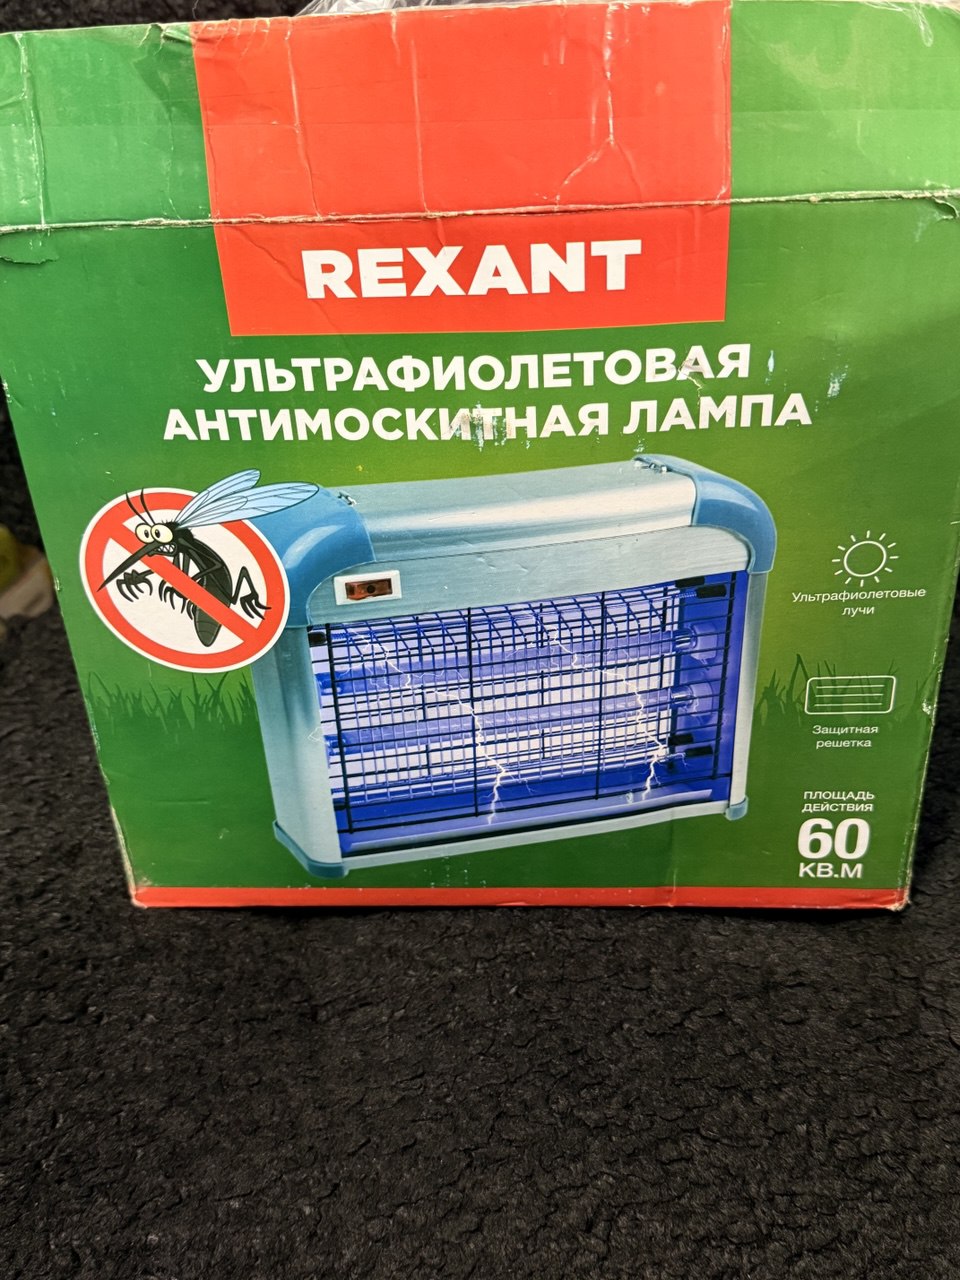 REXANT
УЛЬТРАФИОЛЕТОВАЯ
АНТИМОСКИТНАЯ ЛАМПА
Ультрафиолетовые
лучи
Защитная
решетка
ПЛОЩАДЬ
ДЕЙСТВИЯ
60
КВ.М